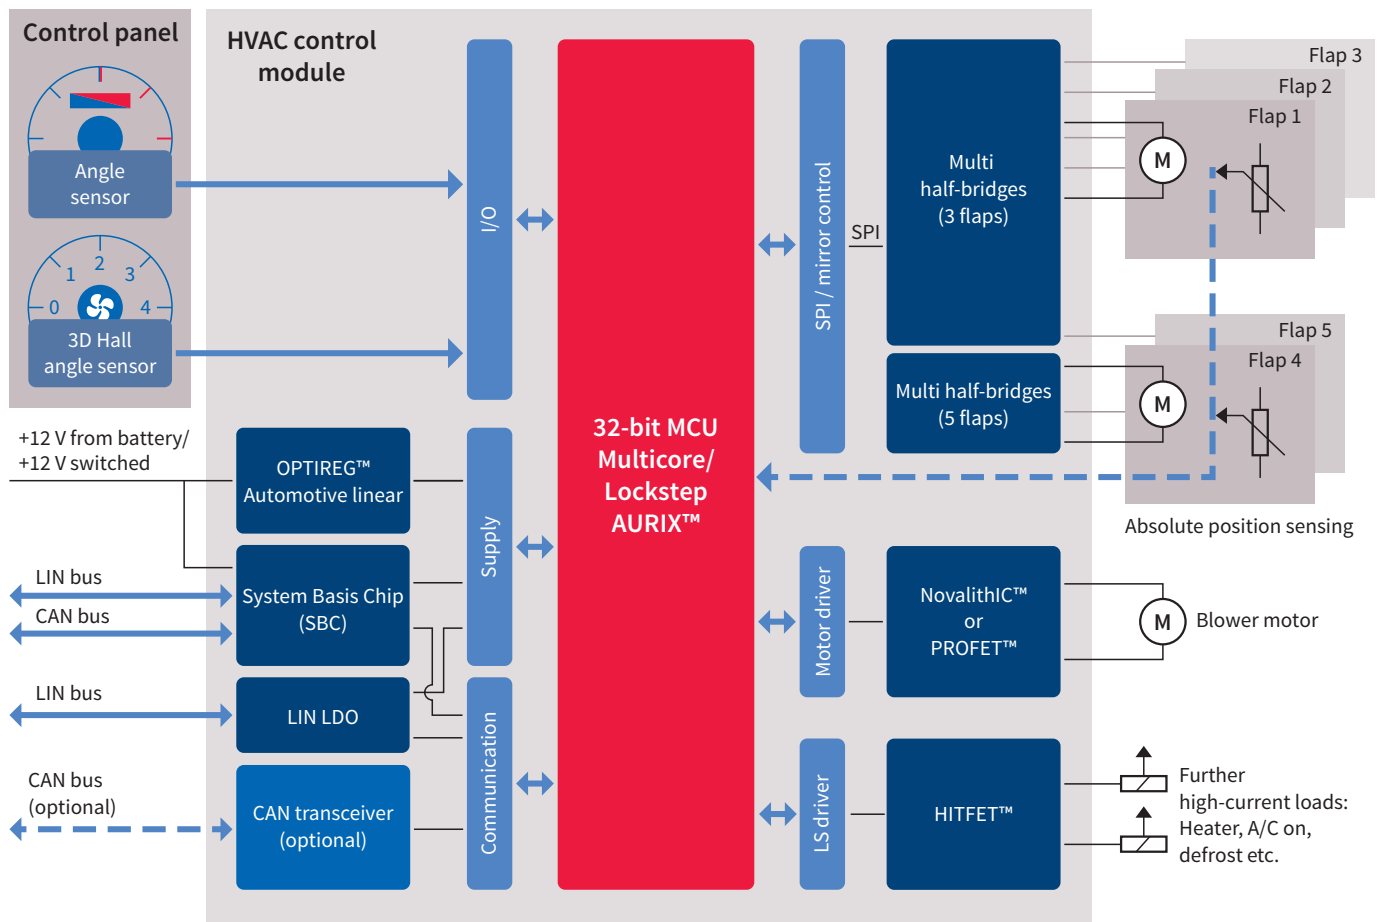 Control panel
Angle
sensor
0
1
2
3
4
3D Hall
angle sensor
HVAC control
module
I/O
+12 V from battery/
+12 V switched
OPTIREG™
Automotive linear
Supply
LIN bus
CAN bus
System Basis Chip
(SBC)
LIN bus
LIN LDO
CAN bus
(optional)
CAN transceiver
(optional)
Communication
32-bit MCU
Multicore/
Lockstep
AURIX™
SPI / mirror control
SPI
Multi
half-bridges
(3 flaps)
Multi half-bridges
(5 flaps)
Flap 3
Flap 2
Flap 1
M
Flap 5
Flap 4
M
Absolute position sensing
Motor driver
NovalithIC™
or
PROFET™
M
Blower motor
LS driver
HITFET™
Further
high-current loads:
Heater, A/C on,
defrost etc.